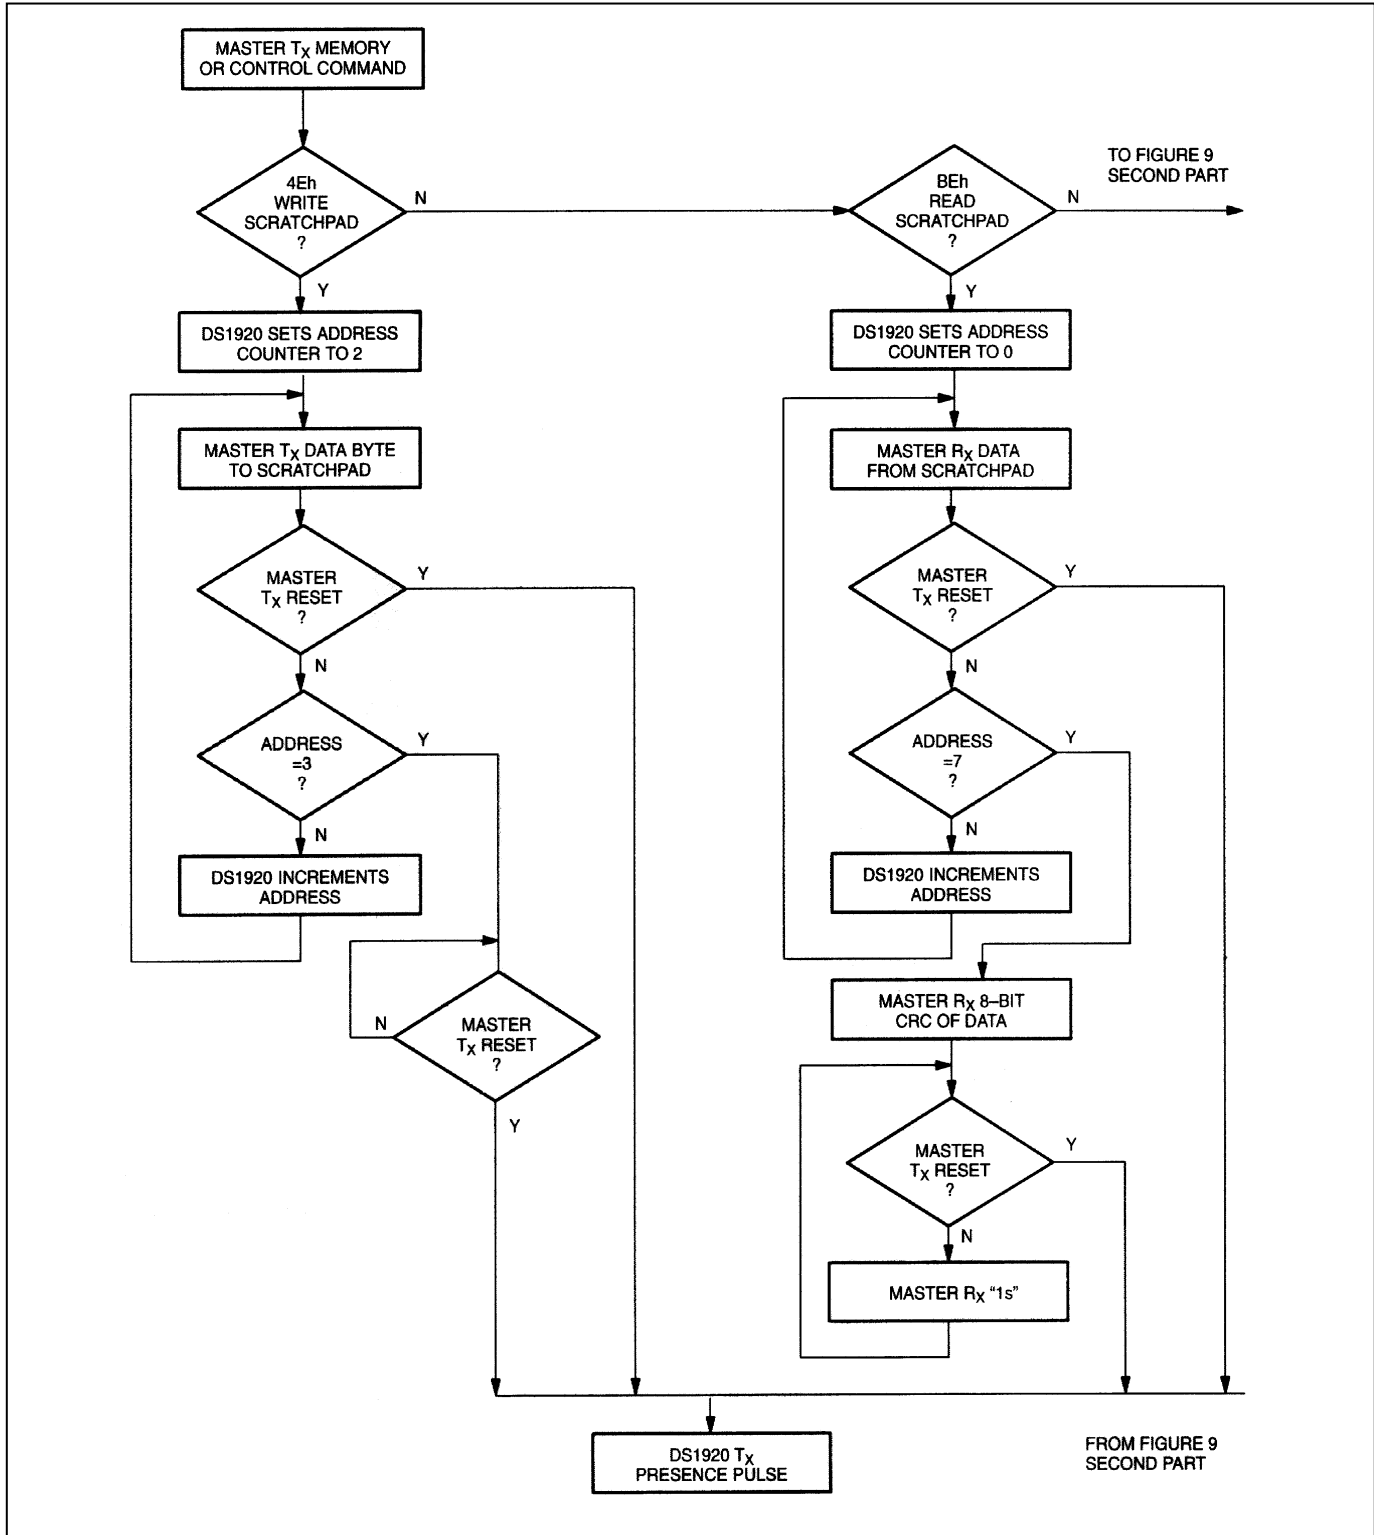 MASTER TX MEMORY
OR CONTROL COMMAND
4Eh
WRITE
SCRATCHPAD
?
N
Y
BEh
READ
SCRATCHPAD
?
N
Y
TO FIGURE 9
SECOND PART
DS1920 SETS ADDRESS
COUNTER TO 2
MASTER TX DATA BYTE
TO SCRATCHPAD
MASTER
TX RESET
?
Y
N
ADDRESS
=3
?
Y
N
DS1920 INCREMENTS
ADDRESS
MASTER
TX RESET
?
N
Y
DS1920 SETS ADDRESS
COUNTER TO 0
MASTER RX DATA
FROM SCRATCHPAD
MASTER
TX RESET
?
Y
N
ADDRESS
=7
?
Y
N
DS1920 INCREMENTS
ADDRESS
MASTER RX 8–BIT
CRC OF DATA
MASTER
TX RESET
?
Y
N
MASTER RX “1s”
DS1920 TX
PRESENCE PULSE
FROM FIGURE 9
SECOND PART